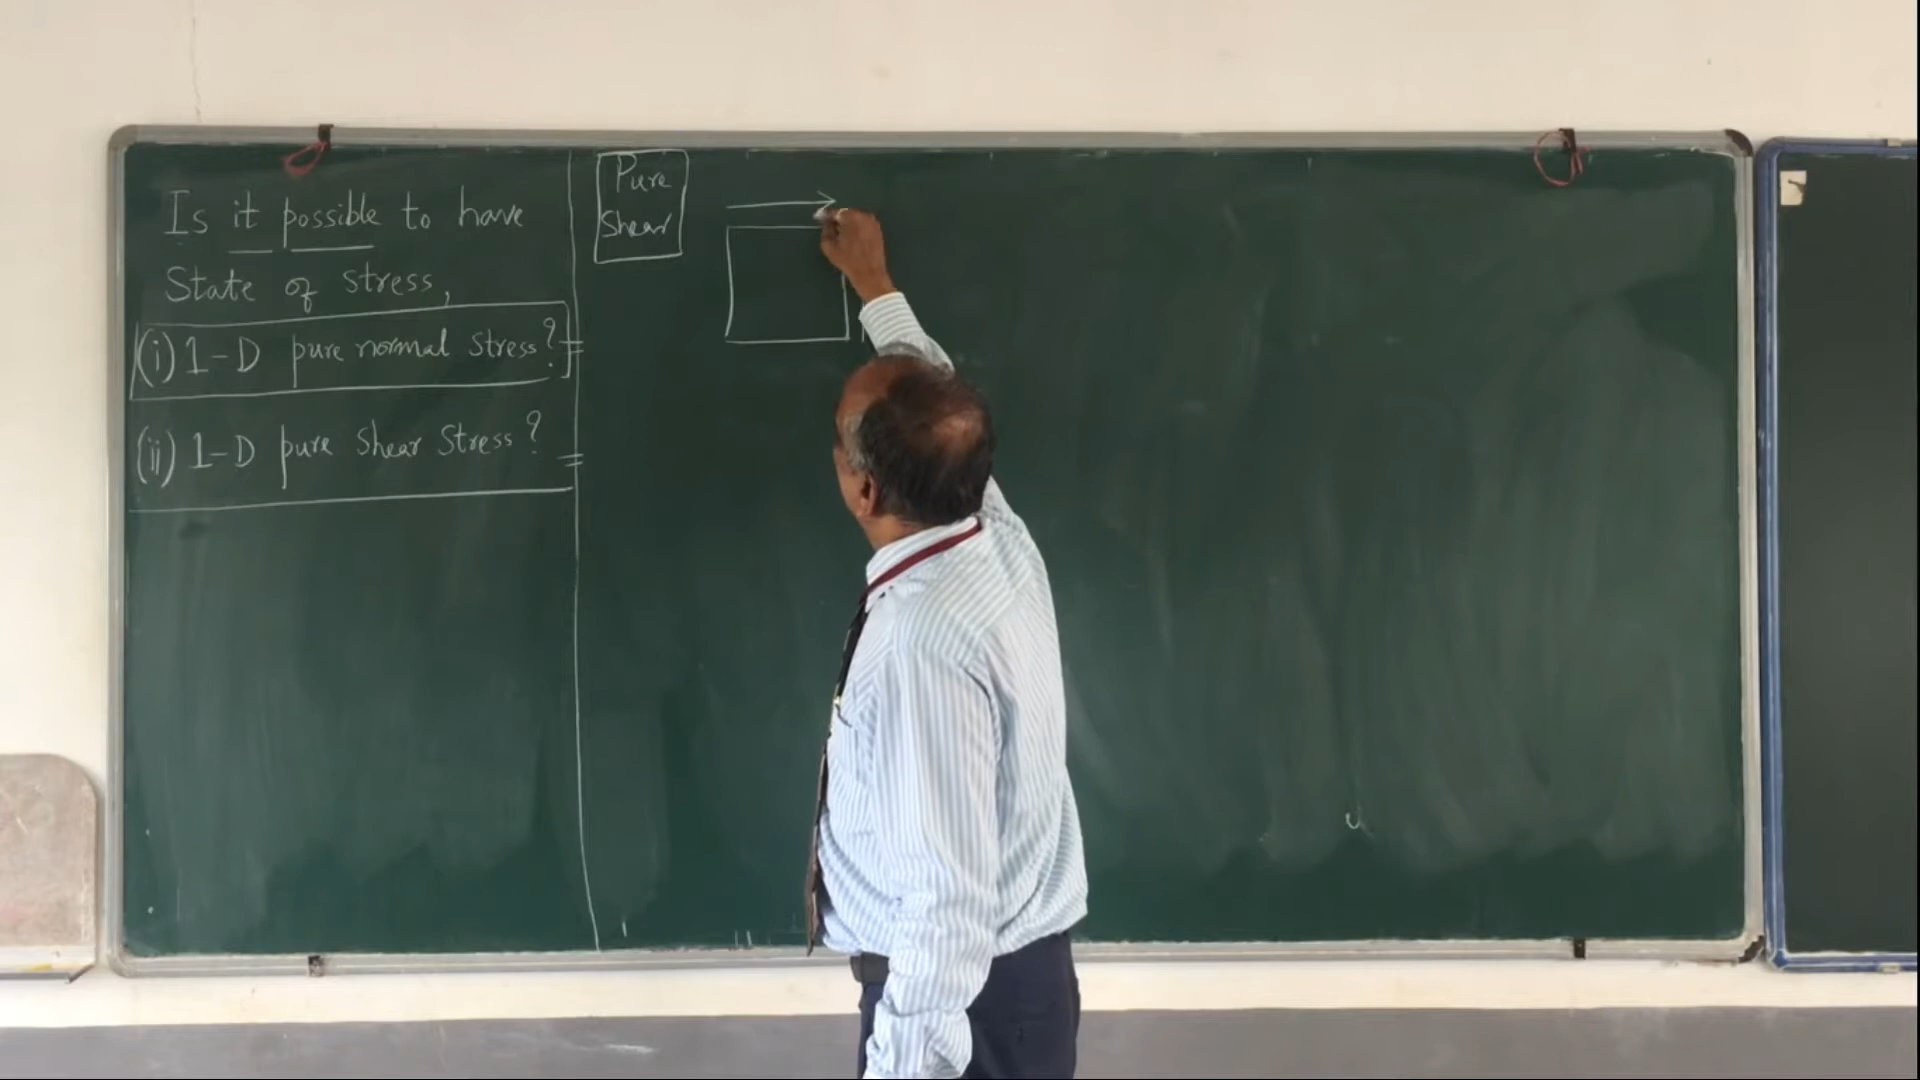 Is it possible to have
State of stress,
(i) 1-D pure normal stress?
(ii) 1-D pure shear stress?
Pure
Shear